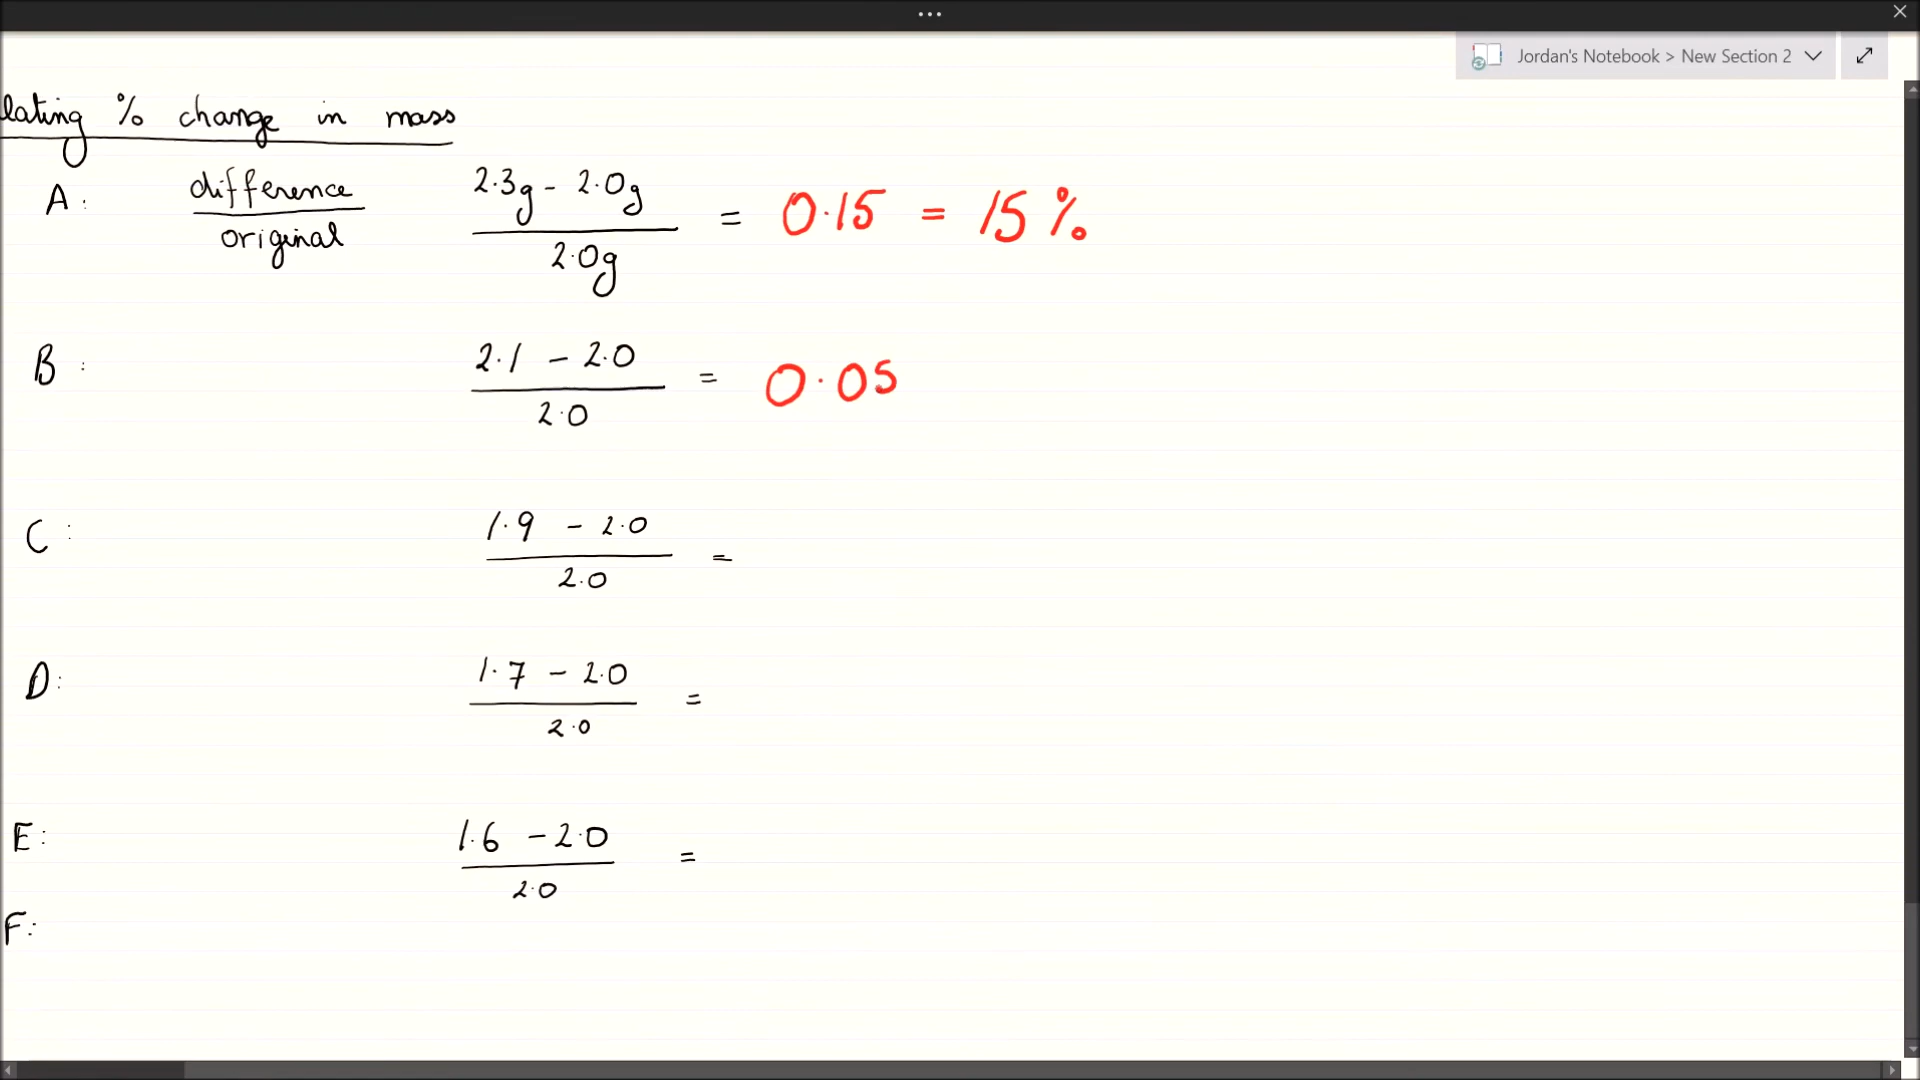 Jordan's Notebook > New Section 2
lating % change in mass
A: difference / original 2.3g - 2.0g / 2.0g = 0.15 = 15%
B: 2.1 - 2.0 / 2.0 = 0.05
C: 1.9 - 2.0 / 2.0 =
D: 1.7 - 2.0 / 2.0 =
E: 1.6 - 2.0 / 2.0 =
F: